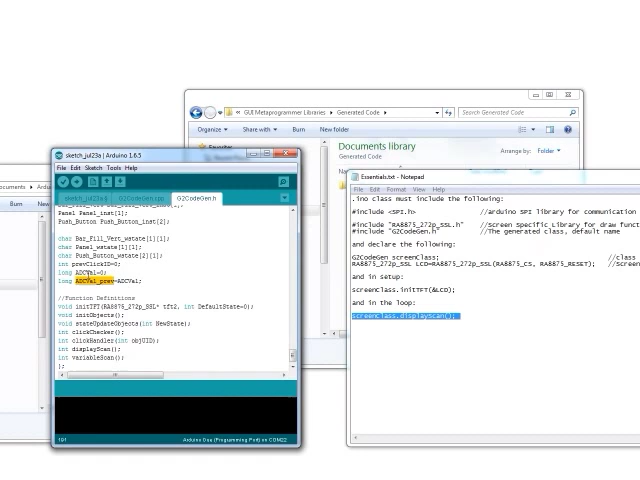 « GUI Metaprogrammer Libraries ▸ Generated Code ▸
Search Generated Code
Organize
Share with
Burn
New folder
Favorites
Documents library
Generated Code
Arrange by: Folder
Burn
sketch_jul23a | Arduino 1.6.5
File Edit Sketch Tools Help
G2CodeGen.cpp
G2CodeGen.h
Panel Panel_inst[1];
Push_Button Push_Button_inst[2];
char Bar_Fill_Vert_wstate[1][1];
char Panel_wstate[1][1];
char Push_Button_wstate[2][1];
int prevClickID=0;
long ADCVal=0;
long ADCVal_prev=ADCVal;
//Function Definitions
void initTFT(RA8875_272p_SSL* tft2, int DefaultState=0);
void initObjects();
void stateUpdateObjects(int NewState);
int clickChecker();
int clickHandler(int objUID);
int displayScan();
int variableScan();
};
Arduino Due (Programming Port) on COM22
Essentials.txt - Notepad
File Edit Format View Help
.ino class must include the following:
#include <SPI.h> //arduino SPI library for communication
#include "RA8875_272p_SSL.h" //Screen specific Library for draw funct
#include "G2CodeGen.h" //The generated class, default name
and declare the following:
G2CodeGen screenClass; //class
RA8875_272p_SSL LCD=RA8875_272p_SSL(RA8875_CS, RA8875_RESET); //Screen
and in setup:
screenClass.initTFT(&LCD);
and in the loop:
screenClass.displayScan();